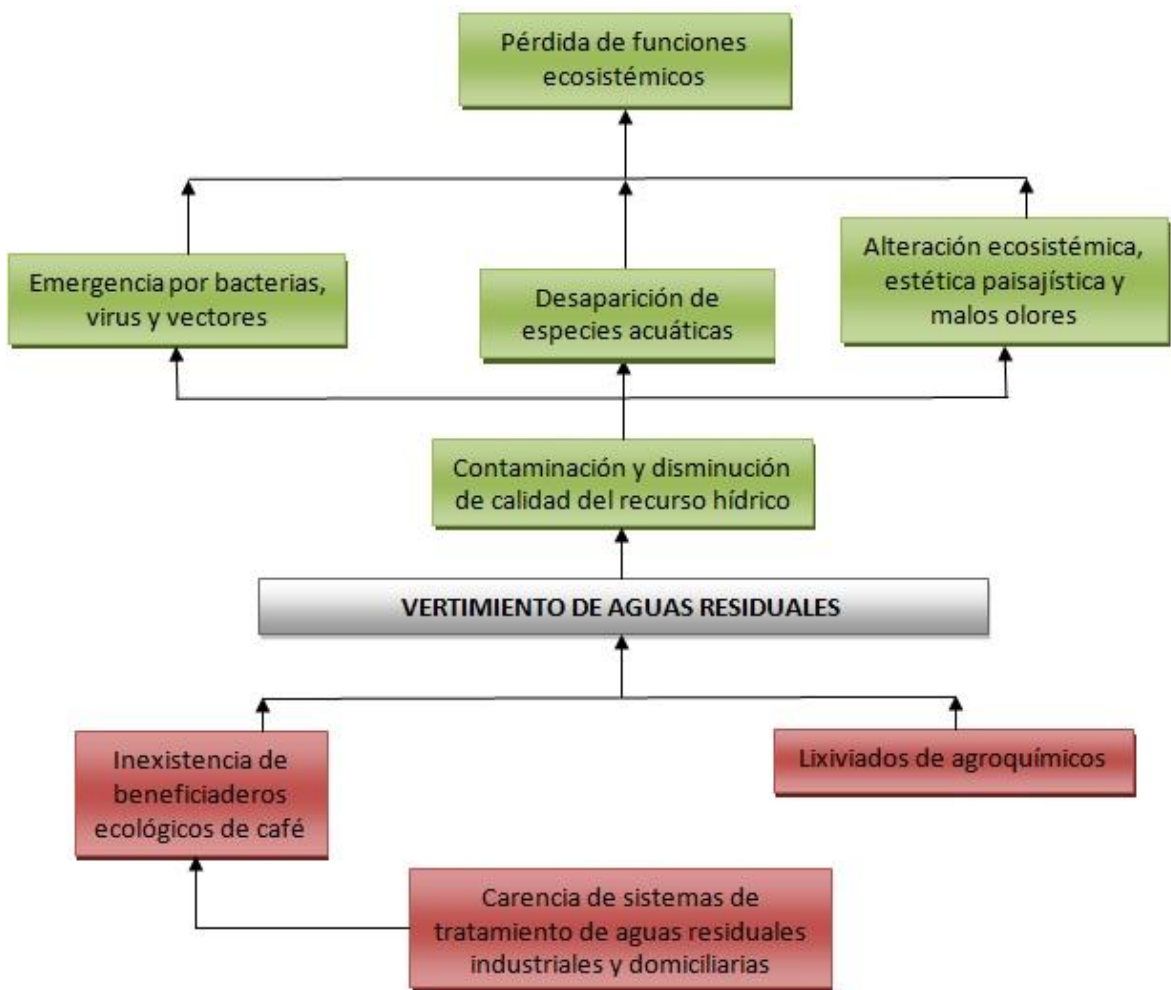 Pérdida de funciones
ecosistémicos
Emergencia por bacterias,
virus y vectores
Desaparición de
especies acuáticas
Alteración ecosistémica,
estética paisajística y
malos olores
Contaminación y disminución
de calidad del recurso hídrico
VERTIMIENTO DE AGUAS RESIDUALES
Inexistencia de
beneficiaderos
ecológicos de café
Lixiviados de agroquímicos
Carencia de sistemas de
tratamiento de aguas residuales
industriales y domiciliarias